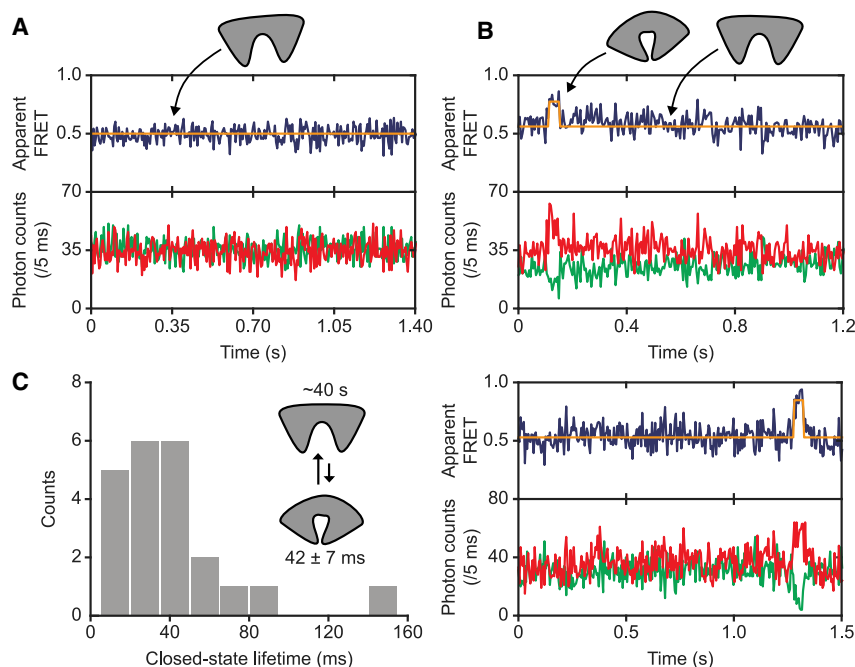 A
1.0
0.5
Apparent
FRET
70
35
0
Photon counts
(/5 ms)
0
0.35
0.70
1.05
1.40
Time (s)
B
1.0
0.5
Apparent
FRET
70
35
0
Photon counts
(/5 ms)
0
0.4
0.8
1.2
Time (s)
C
8
6
4
2
0
Counts
~40 s
42 ± 7 ms
0
40
80
120
160
Closed-state lifetime (ms)
1.0
0.5
Apparent
FRET
80
40
0
Photon counts
(/5 ms)
0
0.5
1.0
1.5
Time (s)